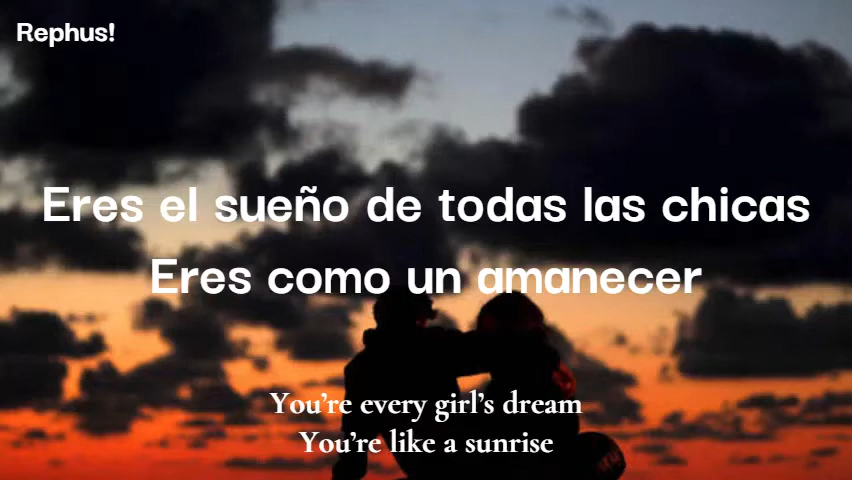 Rephus!
Eres el sueño de todas las chicas
Eres como un amanecer
You're every girl's dream
You're like a sunrise